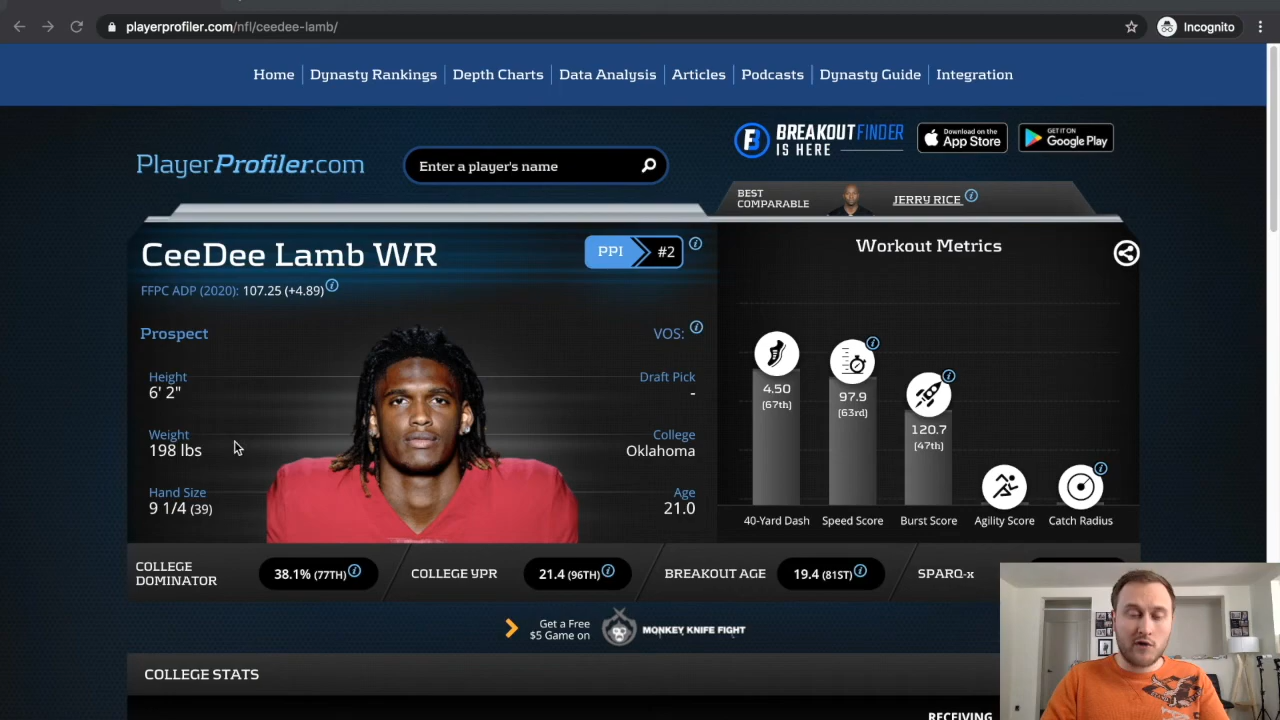 playerprofiler.com/nfl/ceedee-lamb/
Incognito
Home
Dynasty Rankings
Depth Charts
Data Analysis
Articles
Podcasts
Dynasty Guide
Integration
PlayerProfiler.com
Enter a player's name
BREAKOUTFINDER
IS HERE
Download on the
App Store
GET IT ON
Google Play
BEST
COMPARABLE
JERRY RICE
CeeDee Lamb WR
PPI #2
FFPC ADP (2020): 107.25 (+4.89)
Prospect
VOS:
Height
6' 2"
Draft Pick
-
Weight
198 lbs
College
Oklahoma
Hand Size
9 1/4 (39)
Age
21.0
Workout Metrics
4.50
(67th)
97.9
(63rd)
120.7
(47th)
40-Yard Dash
Speed Score
Burst Score
Agility Score
Catch Radius
COLLEGE
DOMINATOR
38.1% (77TH)
COLLEGE YPR
21.4 (96TH)
BREAKOUT AGE
19.4 (81ST)
SPARQ-x
Get a Free
$5 Game on
MONKEY KNIFE FIGHT
COLLEGE STATS
RECEIVING